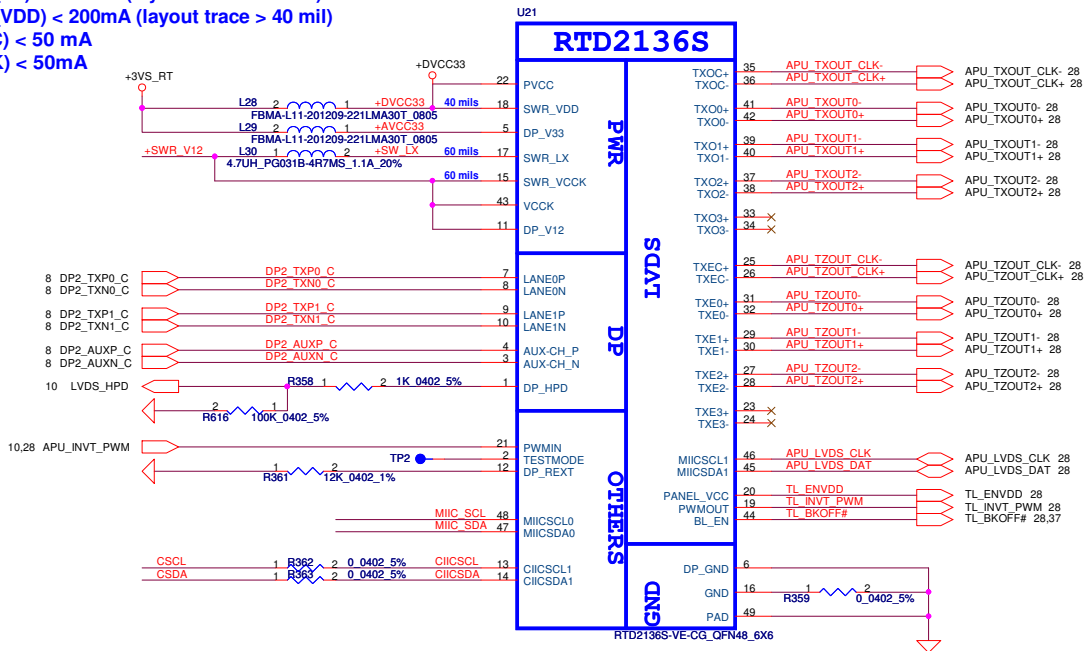 (VDD) < 200mA (layout trace > 40 mil)
) < 50 mA
) < 50mA
U21
RTD2136S
+3VS_RT
+DVCC33
L28 2 1 +DVCC33 40 mils
FBMA-L11-201209-221LMA30T_0805
L29 2 1 +AVCC33
FBMA-L11-201209-221LMA30T_0805
+SWR_V12 L30 1 2 +SW_LX 60 mils
4.7UH_PG031B-4R7MS_1.1A_20%
60 mils
22 PVCC
18 SWR_VDD
5 DP_V33
17 SWR_LX
15 SWR_VCCK
43 VCCK
11 DP_V12
PWR
8 DP2_TXP0_C DP2_TXP0_C 7 LANE0P
8 DP2_TXN0_C DP2_TXN0_C 8 LANE0N
8 DP2_TXP1_C DP2_TXP1_C 9 LANE1P
8 DP2_TXN1_C DP2_TXN1_C 10 LANE1N
8 DP2_AUXP_C DP2_AUXP_C 4 AUX-CH_P
8 DP2_AUXN_C DP2_AUXN_C 3 AUX-CH_N
10 LVDS_HPD R358 1 2 1K_0402_5% 1 DP_HPD
2 1
R616 100K_0402_5%
DP
10,28 APU_INVT_PWM 21 PWMIN
TP2 2 TESTMODE
1 2 12 DP_REXT
R361 12K_0402_1%
MIIC_SCL 48 MIICSCL0
MIIC_SDA 47 MIICSDA0
CSCL 1 R362 2 0_0402_5% CIICSCL 13 CIICSCL1
CSDA 1 R363 2 0_0402_5% CIICSDA 14 CIICSDA1
OTHERS
LVDS
TXOC+ 35 APU_TXOUT_CLK- APU_TXOUT_CLK- 28
TXOC- 36 APU_TXOUT_CLK+ APU_TXOUT_CLK+ 28
TXO0+ 41 APU_TXOUT0- APU_TXOUT0- 28
TXO0- 42 APU_TXOUT0+ APU_TXOUT0+ 28
TXO1+ 39 APU_TXOUT1- APU_TXOUT1- 28
TXO1- 40 APU_TXOUT1+ APU_TXOUT1+ 28
TXO2+ 37 APU_TXOUT2- APU_TXOUT2- 28
TXO2- 38 APU_TXOUT2+ APU_TXOUT2+ 28
TXO3+ 33
TXO3- 34
TXEC+ 25 APU_TZOUT_CLK- APU_TZOUT_CLK- 28
TXEC- 26 APU_TZOUT_CLK+ APU_TZOUT_CLK+ 28
TXE0+ 31 APU_TZOUT0- APU_TZOUT0- 28
TXE0- 32 APU_TZOUT0+ APU_TZOUT0+ 28
TXE1+ 29 APU_TZOUT1- APU_TZOUT1- 28
TXE1- 30 APU_TZOUT1+ APU_TZOUT1+ 28
TXE2+ 27 APU_TZOUT2- APU_TZOUT2- 28
TXE2- 28 APU_TZOUT2+ APU_TZOUT2+ 28
TXE3+ 23
TXE3- 24
MIICSCL1 46 APU_LVDS_CLK APU_LVDS_CLK 28
MIICSDA1 45 APU_LVDS_DAT APU_LVDS_DAT 28
PANEL_VCC 20 TL_ENVDD TL_ENVDD 28
PWMOUT 19 TL_INVT_PWM TL_INVT_PWM 28
BL_EN 44 TL_BKOFF# TL_BKOFF# 28,37
GND
DP_GND 6
GND 16 1 2
R359 0_0402_5%
PAD 49
RTD2136S-VE-CG_QFN48_6X6